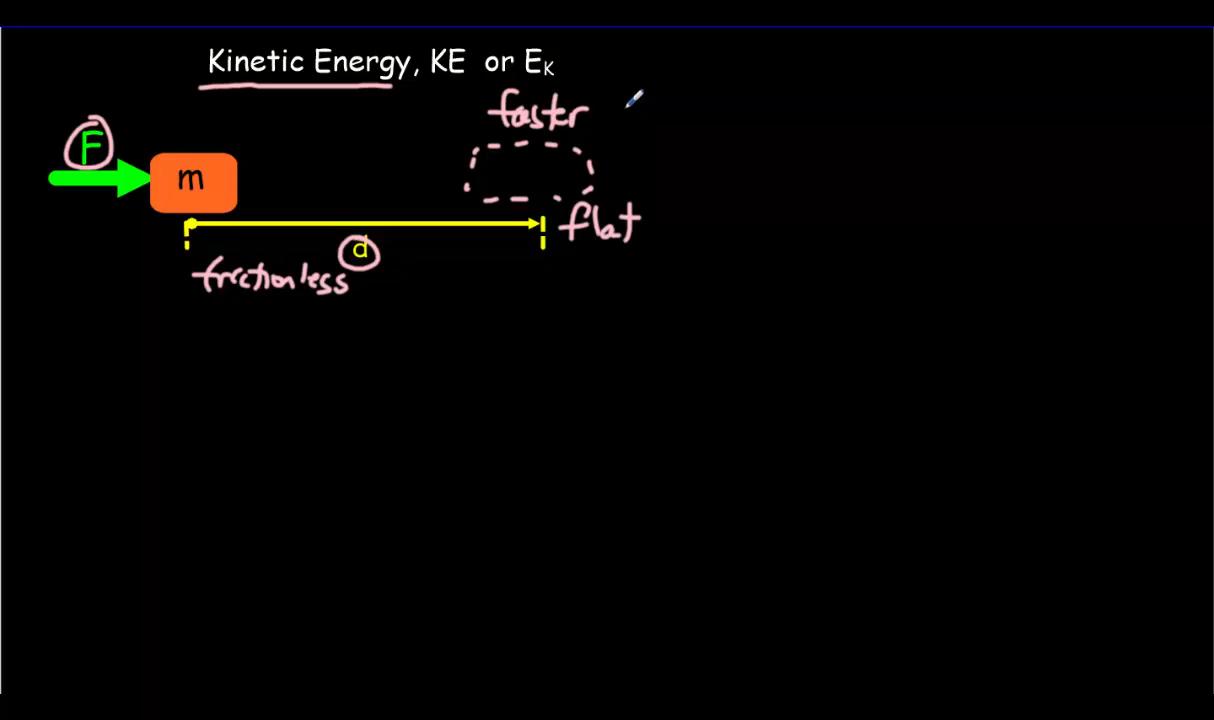 Kinetic Energy, KE or EK
faster
F
m
flat
d
frictionless